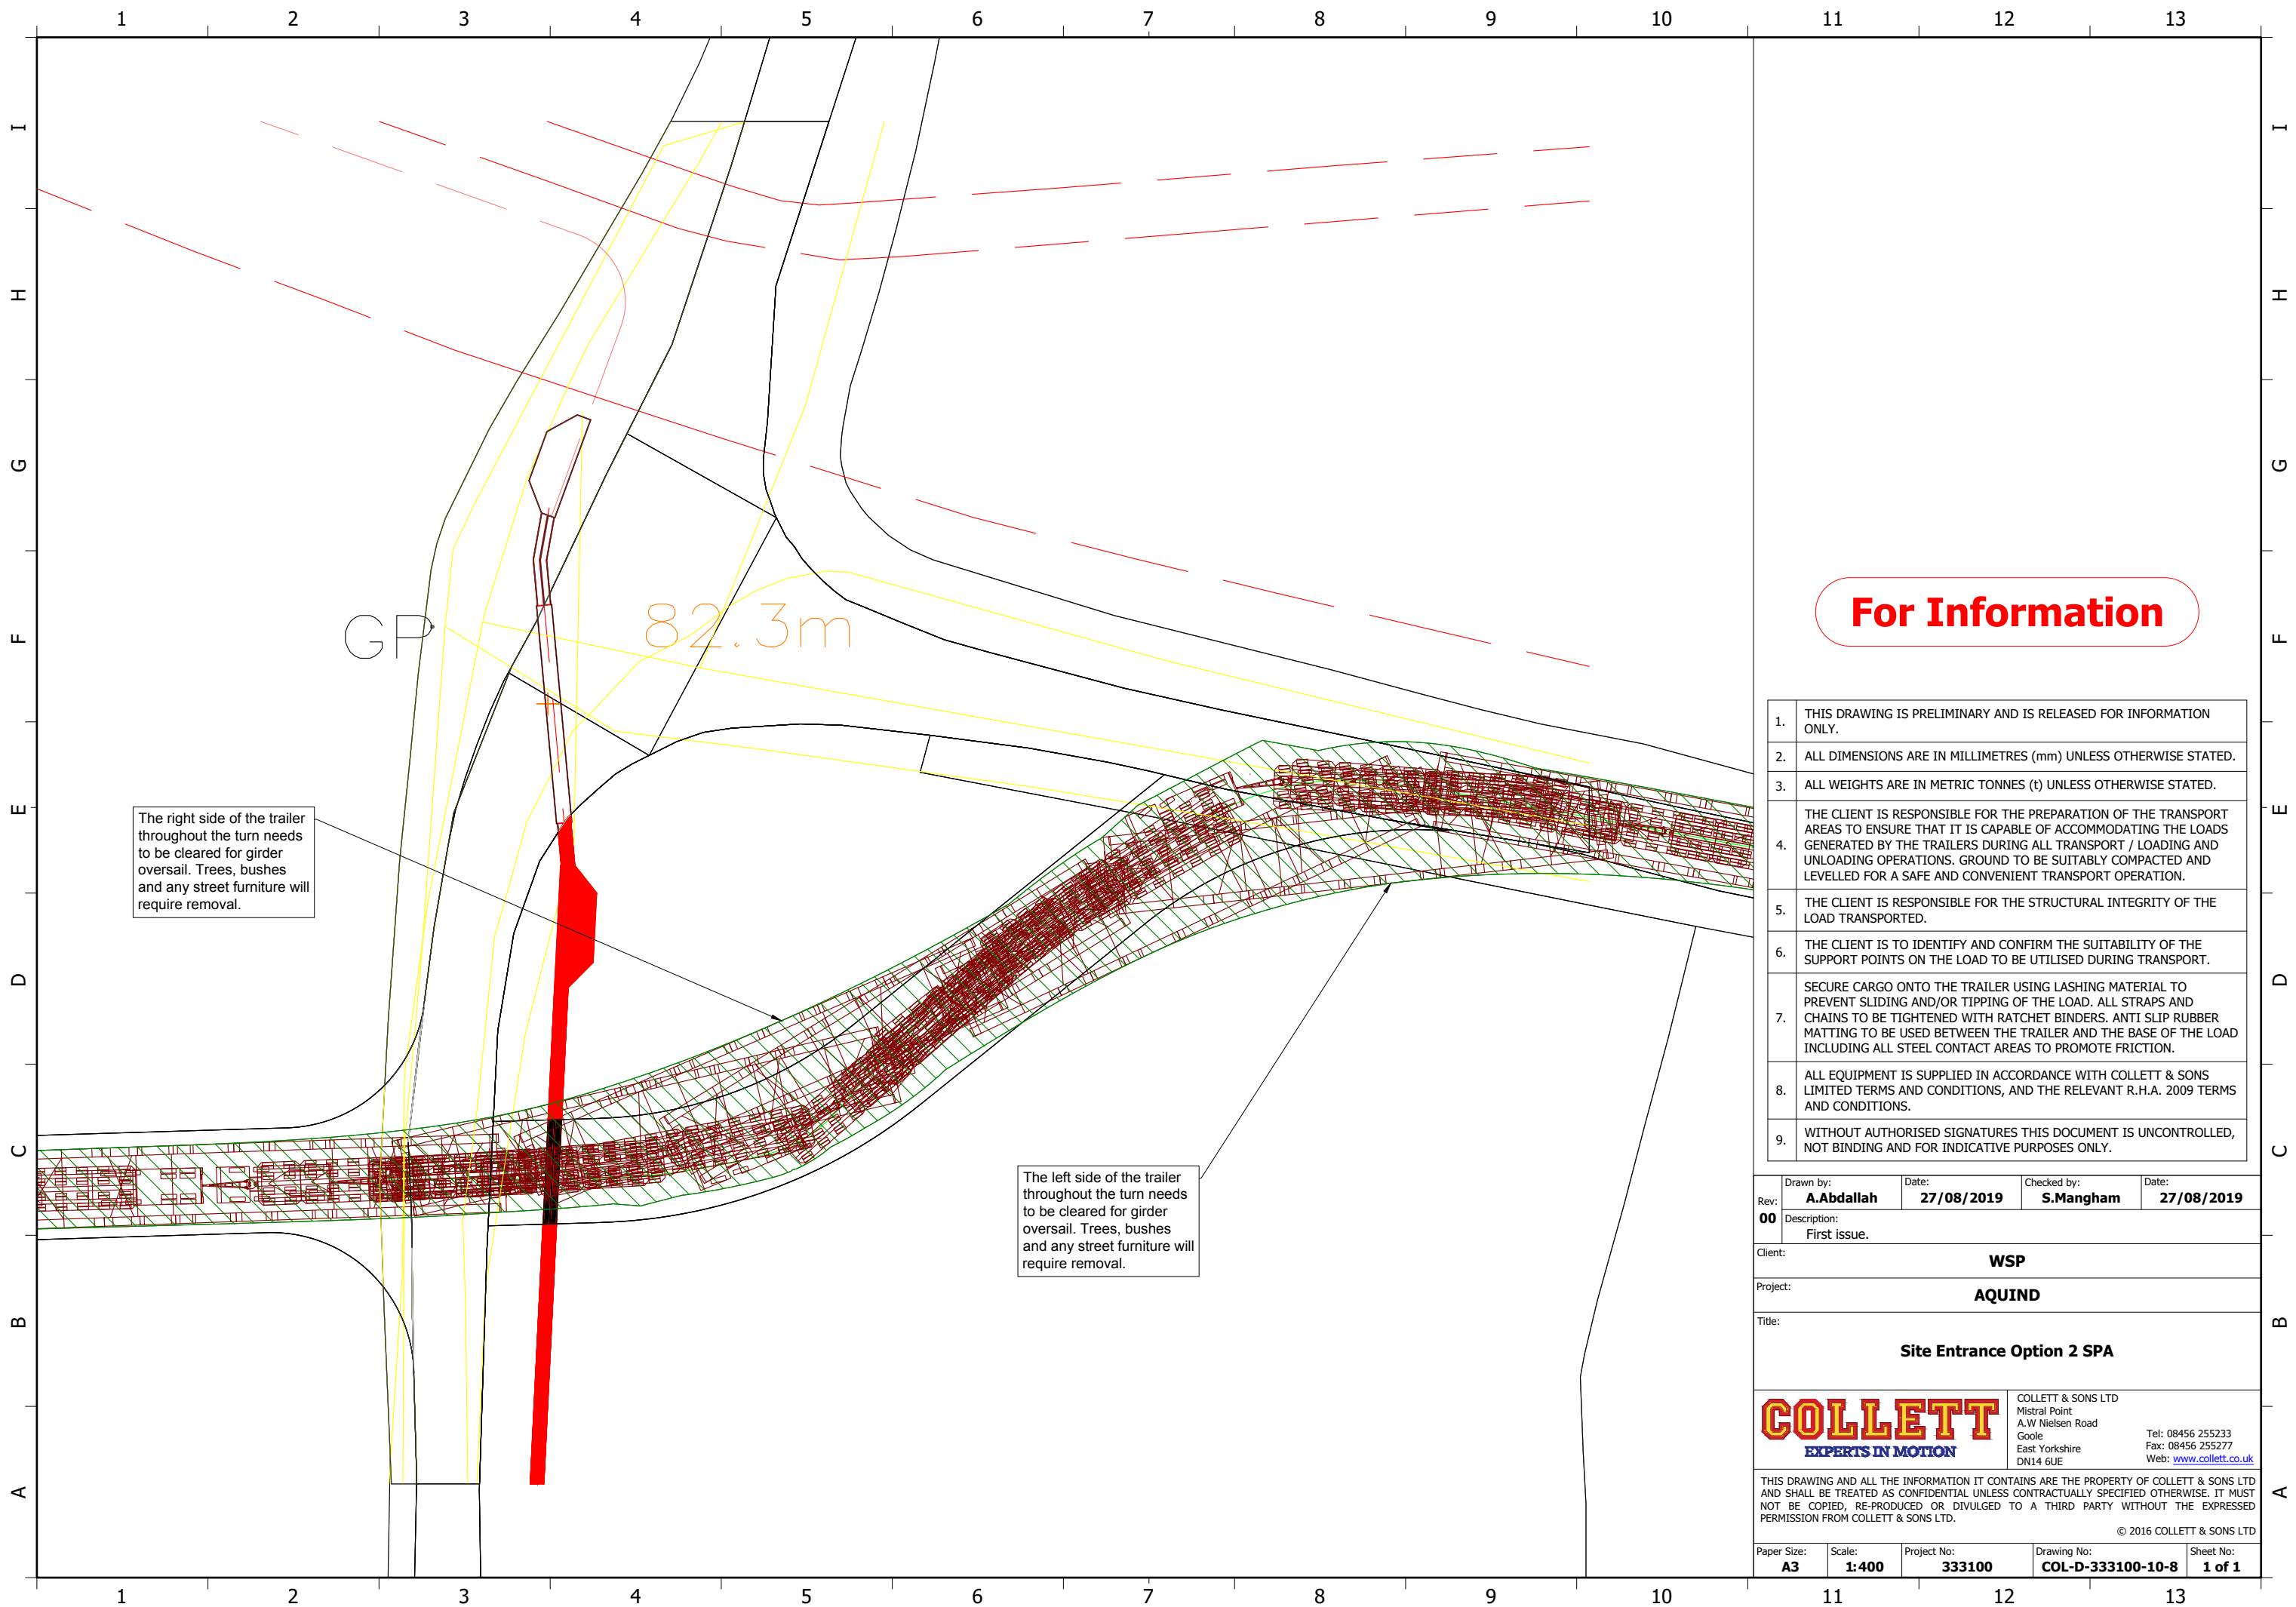 1 2 3 4 5 6 7 8 9 10 11 12 13
I I
H H
G G
F F
E E
D D
C C
B B
A A
GP
82.3m
The right side of the trailer
throughout the turn needs
to be cleared for girder
oversail. Trees, bushes
and any street furniture will
require removal.
The left side of the trailer
throughout the turn needs
to be cleared for girder
oversail. Trees, bushes
and any street furniture will
require removal.
For Information
1. THIS DRAWING IS PRELIMINARY AND IS RELEASED FOR INFORMATION
ONLY.
2. ALL DIMENSIONS ARE IN MILLIMETRES (mm) UNLESS OTHERWISE STATED.
3. ALL WEIGHTS ARE IN METRIC TONNES (t) UNLESS OTHERWISE STATED.
4. THE CLIENT IS RESPONSIBLE FOR THE PREPARATION OF THE TRANSPORT
AREAS TO ENSURE THAT IT IS CAPABLE OF ACCOMMODATING THE LOADS
GENERATED BY THE TRAILERS DURING ALL TRANSPORT / LOADING AND
UNLOADING OPERATIONS. GROUND TO BE SUITABLY COMPACTED AND
LEVELLED FOR A SAFE AND CONVENIENT TRANSPORT OPERATION.
5. THE CLIENT IS RESPONSIBLE FOR THE STRUCTURAL INTEGRITY OF THE
LOAD TRANSPORTED.
6. THE CLIENT IS TO IDENTIFY AND CONFIRM THE SUITABILITY OF THE
SUPPORT POINTS ON THE LOAD TO BE UTILISED DURING TRANSPORT.
7. SECURE CARGO ONTO THE TRAILER USING LASHING MATERIAL TO
PREVENT SLIDING AND/OR TIPPING OF THE LOAD. ALL STRAPS AND
CHAINS TO BE TIGHTENED WITH RATCHET BINDERS. ANTI SLIP RUBBER
MATTING TO BE USED BETWEEN THE TRAILER AND THE BASE OF THE LOAD
INCLUDING ALL STEEL CONTACT AREAS TO PROMOTE FRICTION.
8. ALL EQUIPMENT IS SUPPLIED IN ACCORDANCE WITH COLLETT & SONS
LIMITED TERMS AND CONDITIONS, AND THE RELEVANT R.H.A. 2009 TERMS
AND CONDITIONS.
9. WITHOUT AUTHORISED SIGNATURES THIS DOCUMENT IS UNCONTROLLED,
NOT BINDING AND FOR INDICATIVE PURPOSES ONLY.
Rev: Drawn by: Date: Checked by: Date:
00 A.Abdallah 27/08/2019 S.Mangham 27/08/2019
Description:
First issue.
Client:
WSP
Project:
AQUIND
Title:
Site Entrance Option 2 SPA
COLLETT
EXPERTS IN MOTION
COLLETT & SONS LTD
Mistral Point
A.W Nielsen Road
Goole
East Yorkshire
DN14 6UE
Tel: 08456 255233
Fax: 08456 255277
Web: www.collett.co.uk
THIS DRAWING AND ALL THE INFORMATION IT CONTAINS ARE THE PROPERTY OF COLLETT & SONS LTD
AND SHALL BE TREATED AS CONFIDENTIAL UNLESS CONTRACTUALLY SPECIFIED OTHERWISE. IT MUST
NOT BE COPIED, RE-PRODUCED OR DIVULGED TO A THIRD PARTY WITHOUT THE EXPRESSED
PERMISSION FROM COLLETT & SONS LTD.
© 2016 COLLETT & SONS LTD
Paper Size: Scale: Project No: Drawing No: Sheet No:
A3 1:400 333100 COL-D-333100-10-8 1 of 1
1 2 3 4 5 6 7 8 9 10 11 12 13